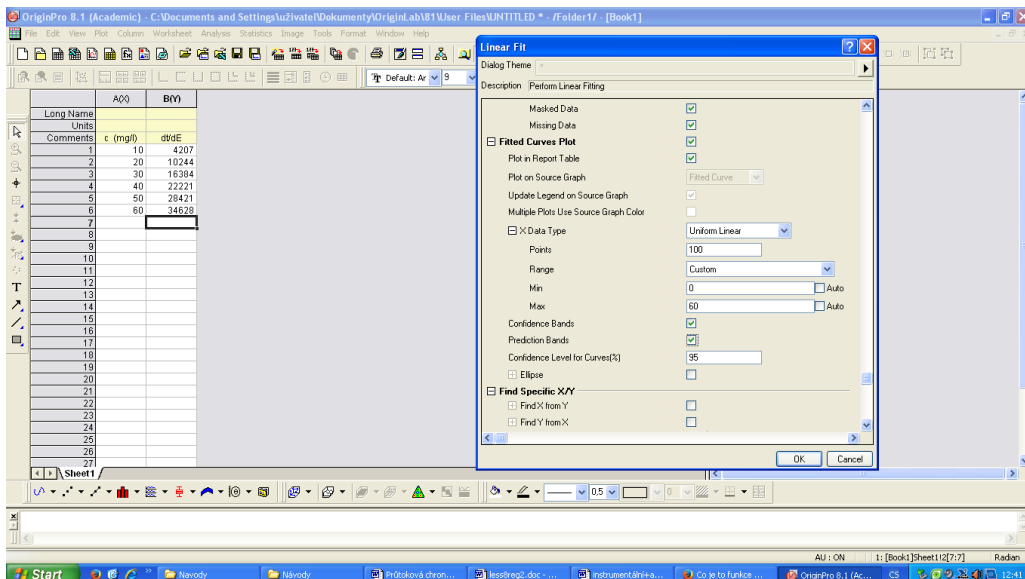 OriginPro 8.1 (Academic) - C:\Documents and Settings\uživatel\Dokumenty\OriginLab\81\User Files\UNTITLED * - /Folder1/ - [Book1]
File Edit View Plot Column Worksheet Analysis Statistics Image Tools Format Window Help
Default: Ar 9
Linear Fit
Dialog Theme *
Description Perform Linear Fitting
Masked Data
Missing Data
Fitted Curves Plot
Plot in Report Table
Plot on Source Graph Fitted Curve
Update Legend on Source Graph
Multiple Plots Use Source Graph Color
X Data Type Uniform Linear
Points 100
Range Custom
Min 0 Auto
Max 60 Auto
Confidence Bands
Prediction Bands
Confidence Level for Curves(%) 95
Ellipse
Find Specific X/Y
Find X from Y
Find Y from X
OK Cancel
A(X) B(Y)
Long Name
Units
Comments c (mg/l) dt/dE
1 10 4207
2 20 10244
3 30 16384
4 40 22221
5 50 28421
6 60 34628
7
8
9
10
11
12
13
14
15
16
17
18
19
20
21
22
23
24
25
26
27
Sheet1
T
0,5
0
AU : ON 1: [Book1]Sheet1!2[7:7] Radian
Start Navody Návody Průtoková chron... less8reg2.doc - ... instrumentální+a... Co je to funkce ... OriginPro 8.1 (Ac... CS 12:41